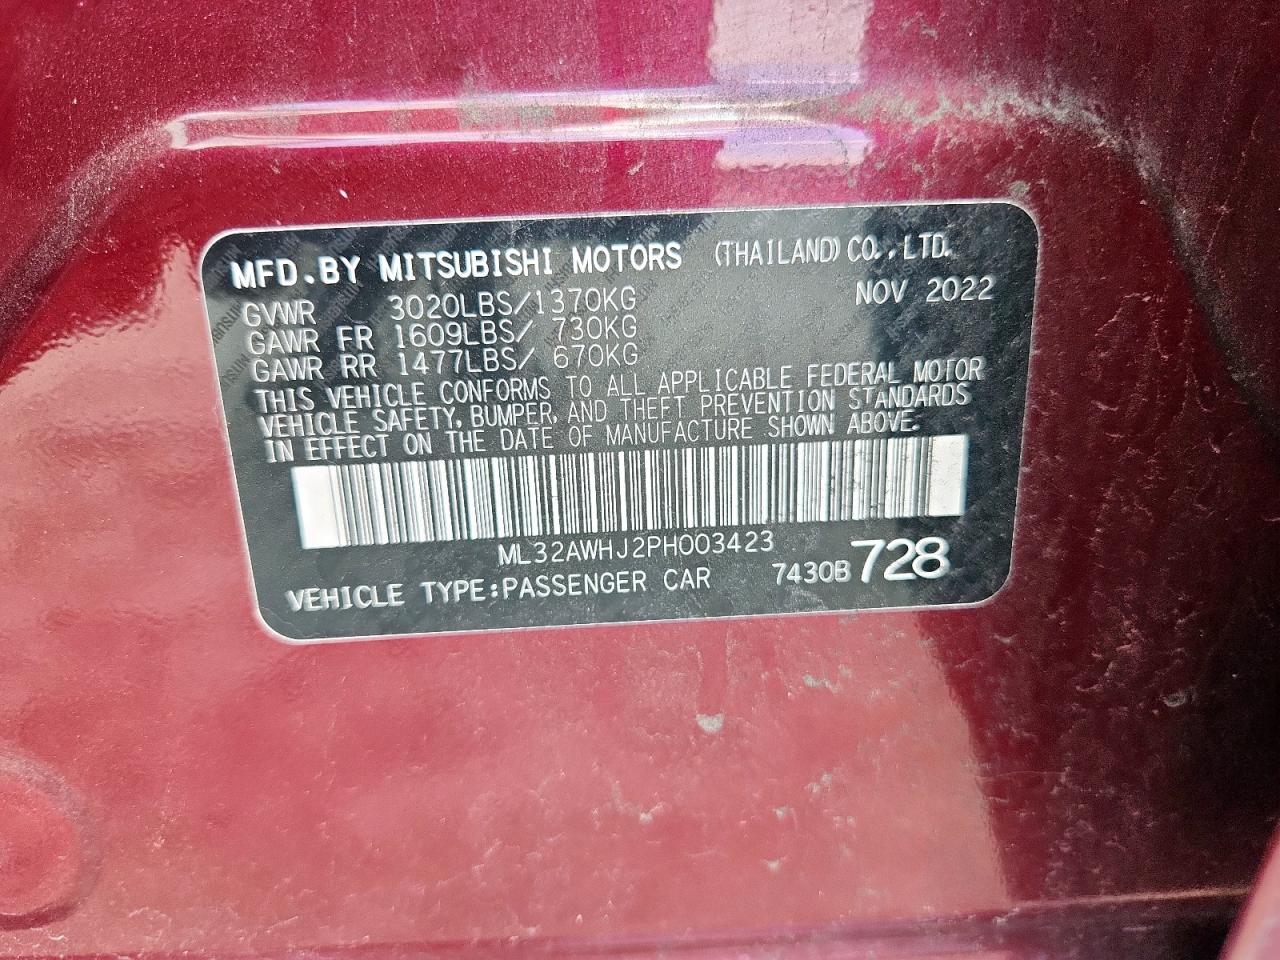 MFD.BY MITSUBISHI MOTORS (THAILAND) CO., LTD.
GVWR 3020LBS/1370KG NOV 2022
GAWR FR 1609LBS/ 730KG
GAWR RR 1477LBS/ 670KG
THIS VEHICLE CONFORMS TO ALL APPLICABLE FEDERAL MOTOR
VEHICLE SAFETY, BUMPER, AND THEFT PREVENTION STANDARDS
IN EFFECT ON THE DATE OF MANUFACTURE SHOWN ABOVE.
ML32AWHJ2PH003423
VEHICLE TYPE:PASSENGER CAR 7430B 728